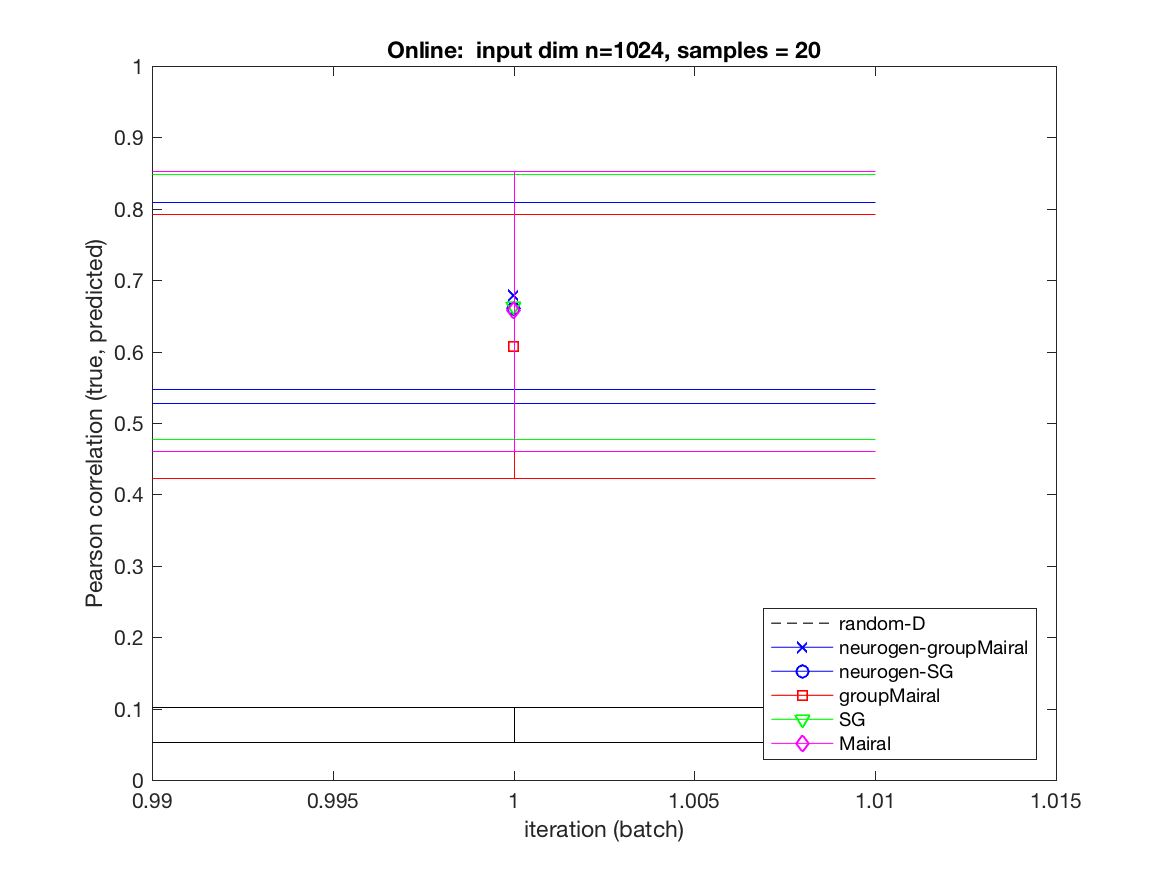 Online:  input dim n=1024, samples = 20
1
0.9
0.8
0.7
0.6
0.5
0.4
0.3
0.2
0.1
0
Pearson correlation (true, predicted)
random-D
neurogen-groupMairal
neurogen-SG
groupMairal
SG
Mairal
0.99
0.995
1
1.005
1.01
1.015
iteration (batch)